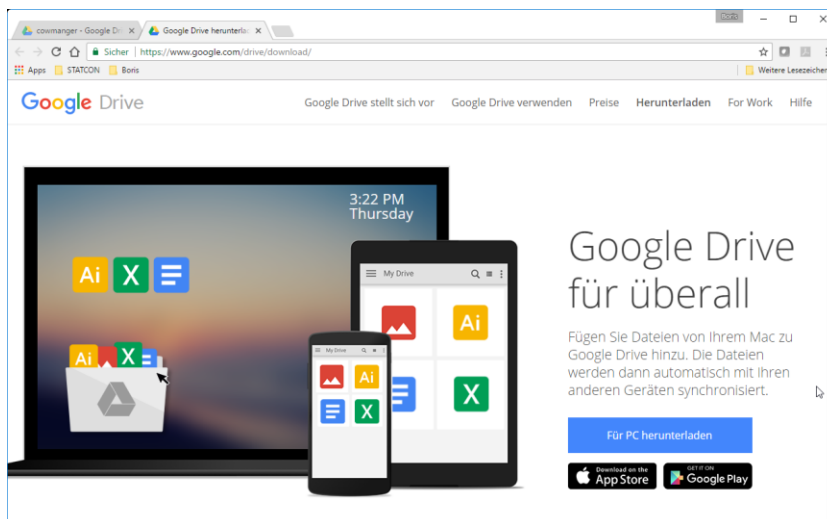 Boris
cowmanger - Google Dri
Google Drive herunterlad
Sicher
https://www.google.com/drive/download/
Apps
STATCON
Boris
Weitere Lesezeichen
Google Drive
Google Drive stellt sich vor
Google Drive verwenden
Preise
Herunterladen
For Work
Hilfe
3:22 PM
Thursday
Ai X
Ai X
My Drive
Ai
X
My Drive
Ai
X
Google Drive
für überall
Fügen Sie Dateien von Ihrem Mac zu
Google Drive hinzu. Die Dateien
werden dann automatisch mit Ihren
anderen Geräten synchronisiert.
Für PC herunterladen
Download on the
App Store
GET IT ON
Google Play